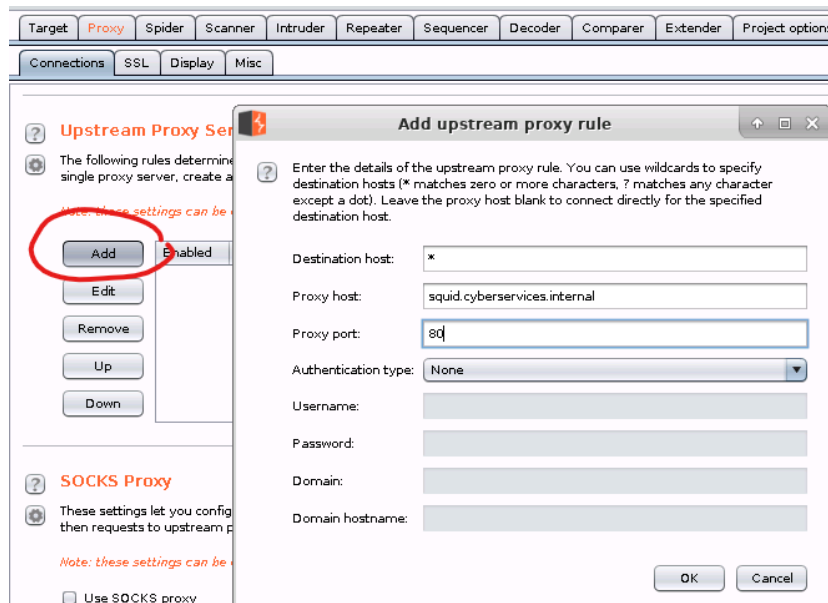 Target Proxy Spider Scanner Intruder Repeater Sequencer Decoder Comparer Extender Project option
Connections SSL Display Misc
Upstream Proxy Ser
The following rules determine
single proxy server, create a
Note: these settings can be
Add
Edit
Remove
Up
Down
Enabled
SOCKS Proxy
These settings let you config
then requests to upstream p
Note: these settings can be
Use SOCKS proxy
Add upstream proxy rule
Enter the details of the upstream proxy rule. You can use wildcards to specify
destination hosts (* matches zero or more characters, ? matches any character
except a dot). Leave the proxy host blank to connect directly for the specified
destination host.
Destination host: *
Proxy host: squid.cyberservices.internal
Proxy port: 80
Authentication type: None
Username:
Password:
Domain:
Domain hostname:
OK Cancel